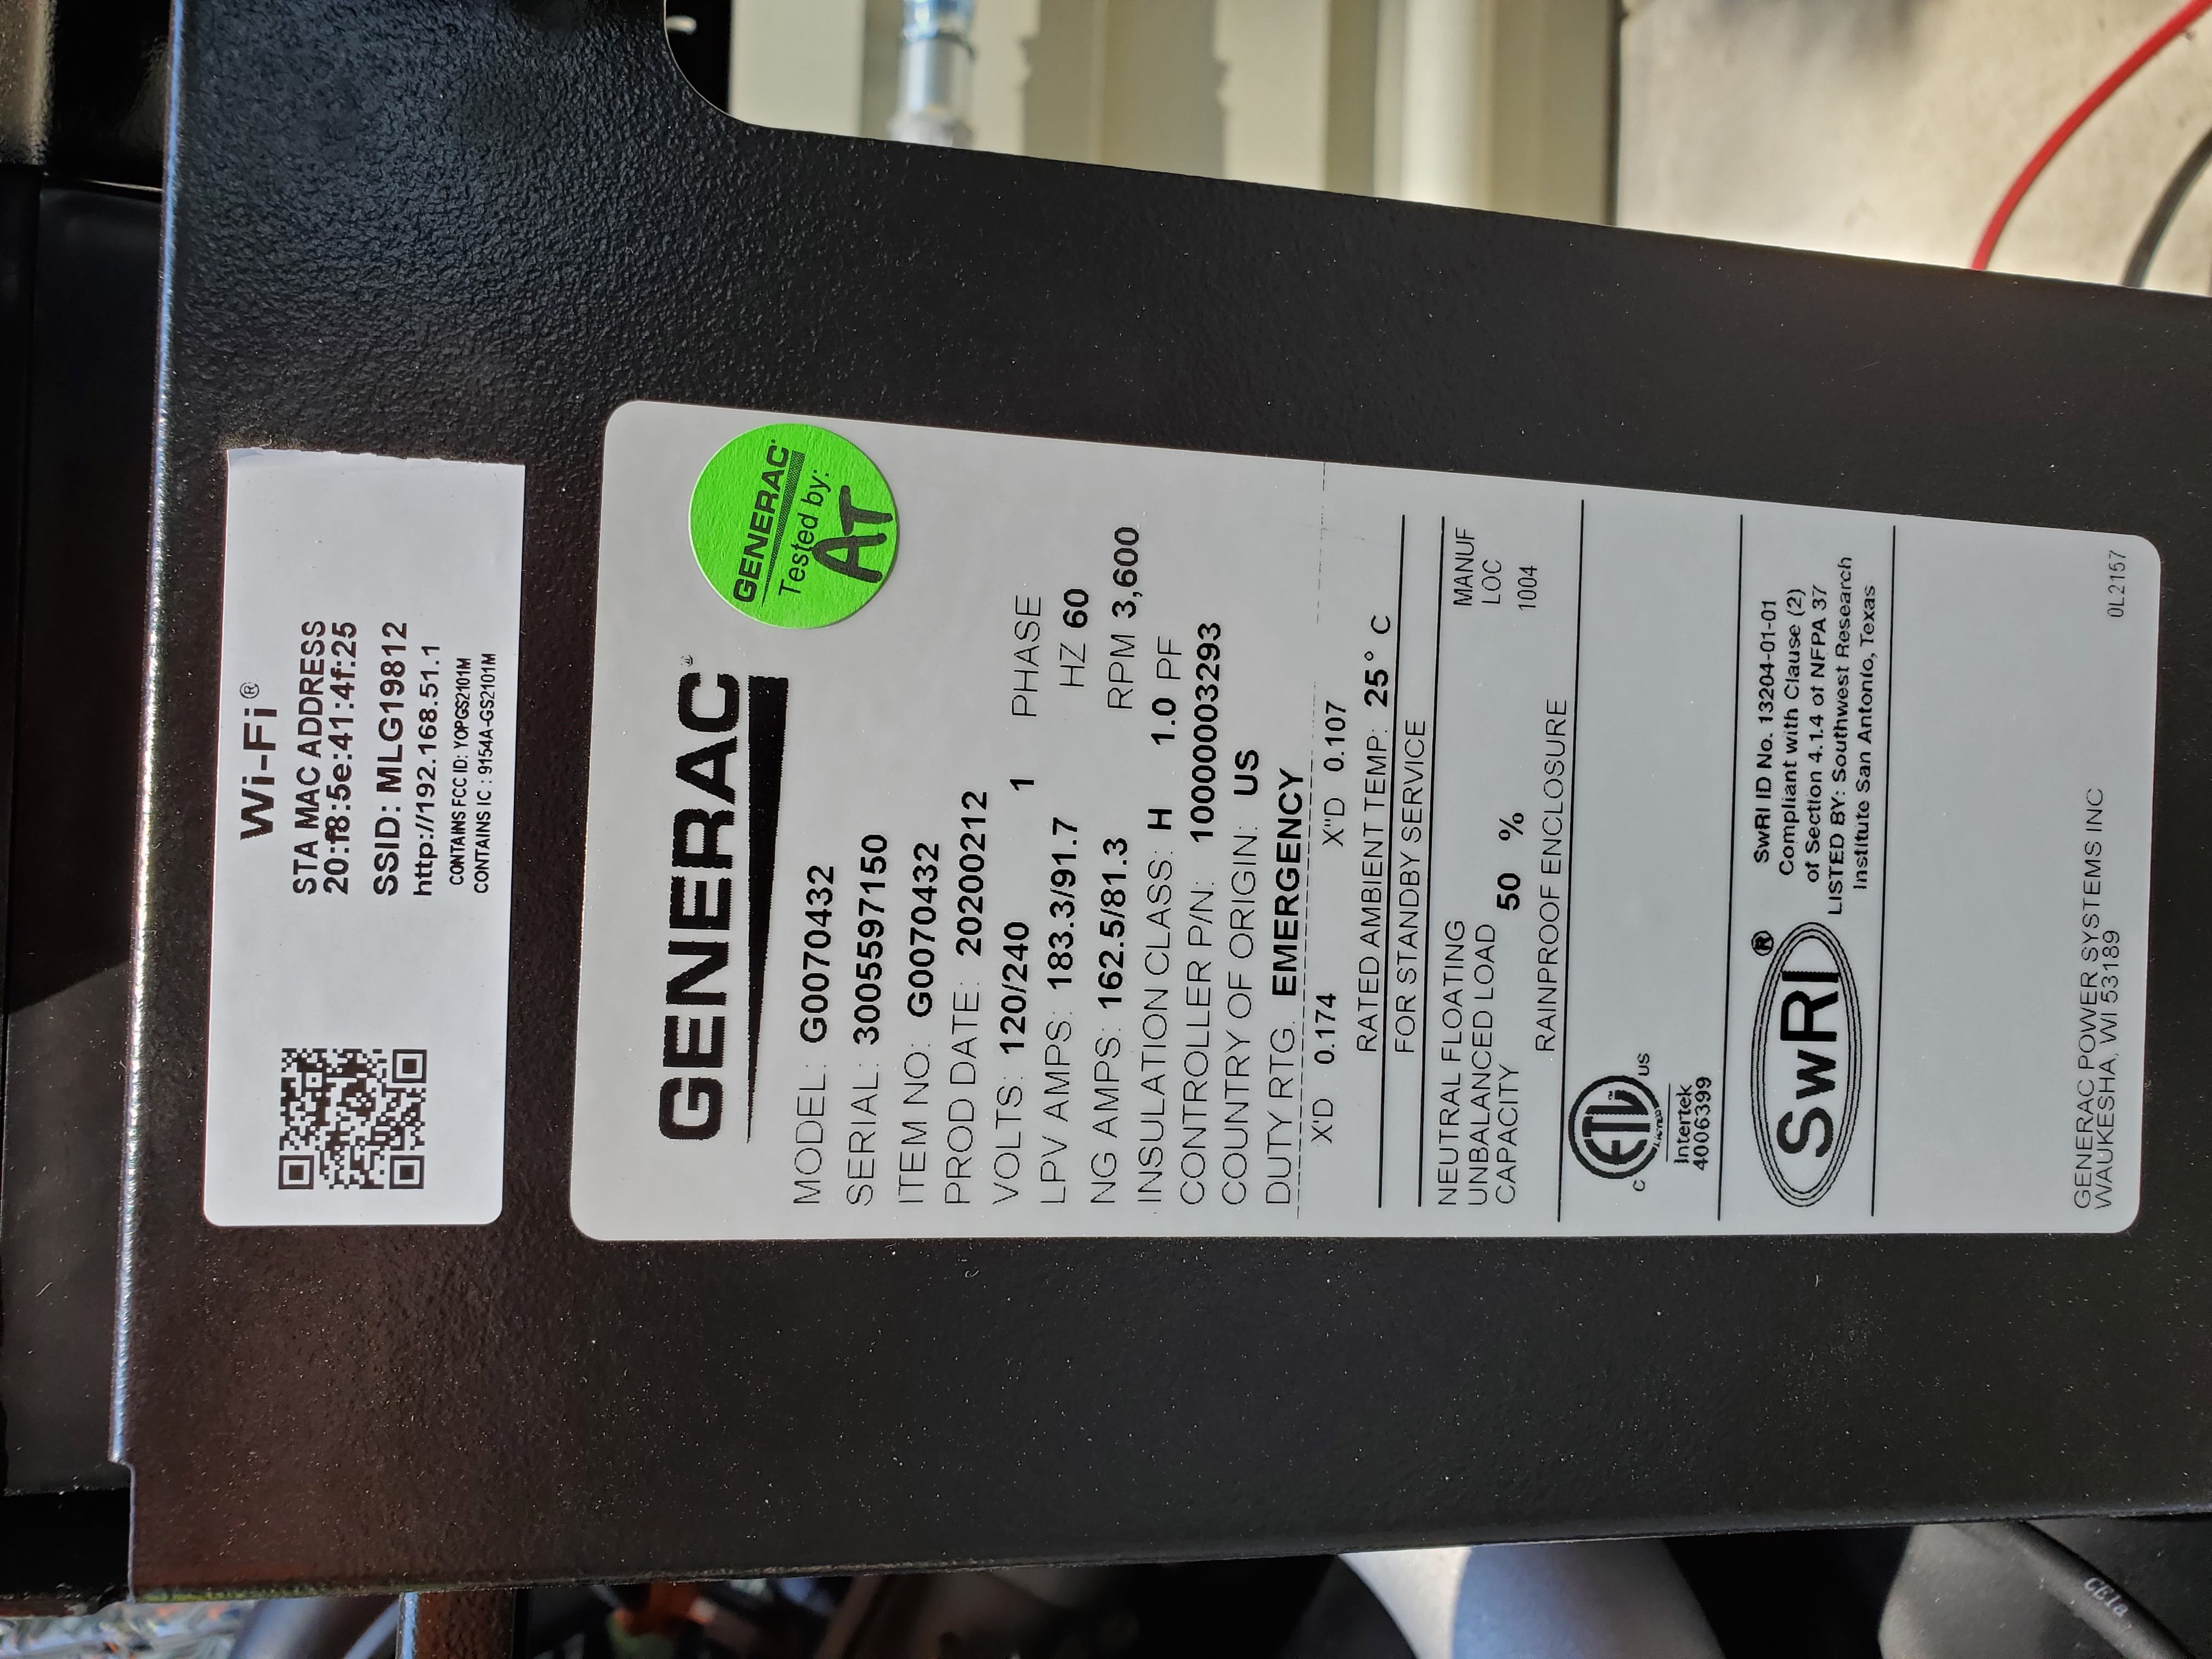 Wi-Fi®
STA MAC ADDRESS
20:f8:5e:41:4f:25
SSID: MLG19812
http://192.168.51.1
CONTAINS FCC ID: YOPGS2101M
CONTAINS IC : 9154A-GS2101M
GENERAC®
GENERAC®
Tested by:
AT
MODEL: G0070432
SERIAL: 3005597150
ITEM NO: G0070432
PROD DATE: 20200212
VOLTS: 120/240 1 PHASE
LPV AMPS: 183.3/91.7 HZ 60
NG AMPS: 162.5/81.3 RPM 3,600
INSULATION CLASS: H 1.0 PF
CONTROLLER P/N: 10000003293
COUNTRY OF ORIGIN: US
DUTY RTG. EMERGENCY
X'D 0.174 X"D 0.107
RATED AMBIENT TEMP: 25° C
FOR STANDBY SERVICE
NEUTRAL FLOATING
UNBALANCED LOAD
CAPACITY 50 %
MANUF
LOC
1004
RAINPROOF ENCLOSURE
ETL
LISTED
C US
Intertek
4006399
SwRI®
SwRI ID No. 13204-01-01
Compliant with Clause (2)
of Section 4.1.4 of NFPA 37
LISTED BY: Southwest Research
Institute San Antonio, Texas
GENERAC POWER SYSTEMS INC
WAUKESHA, WI 53189
0L2157